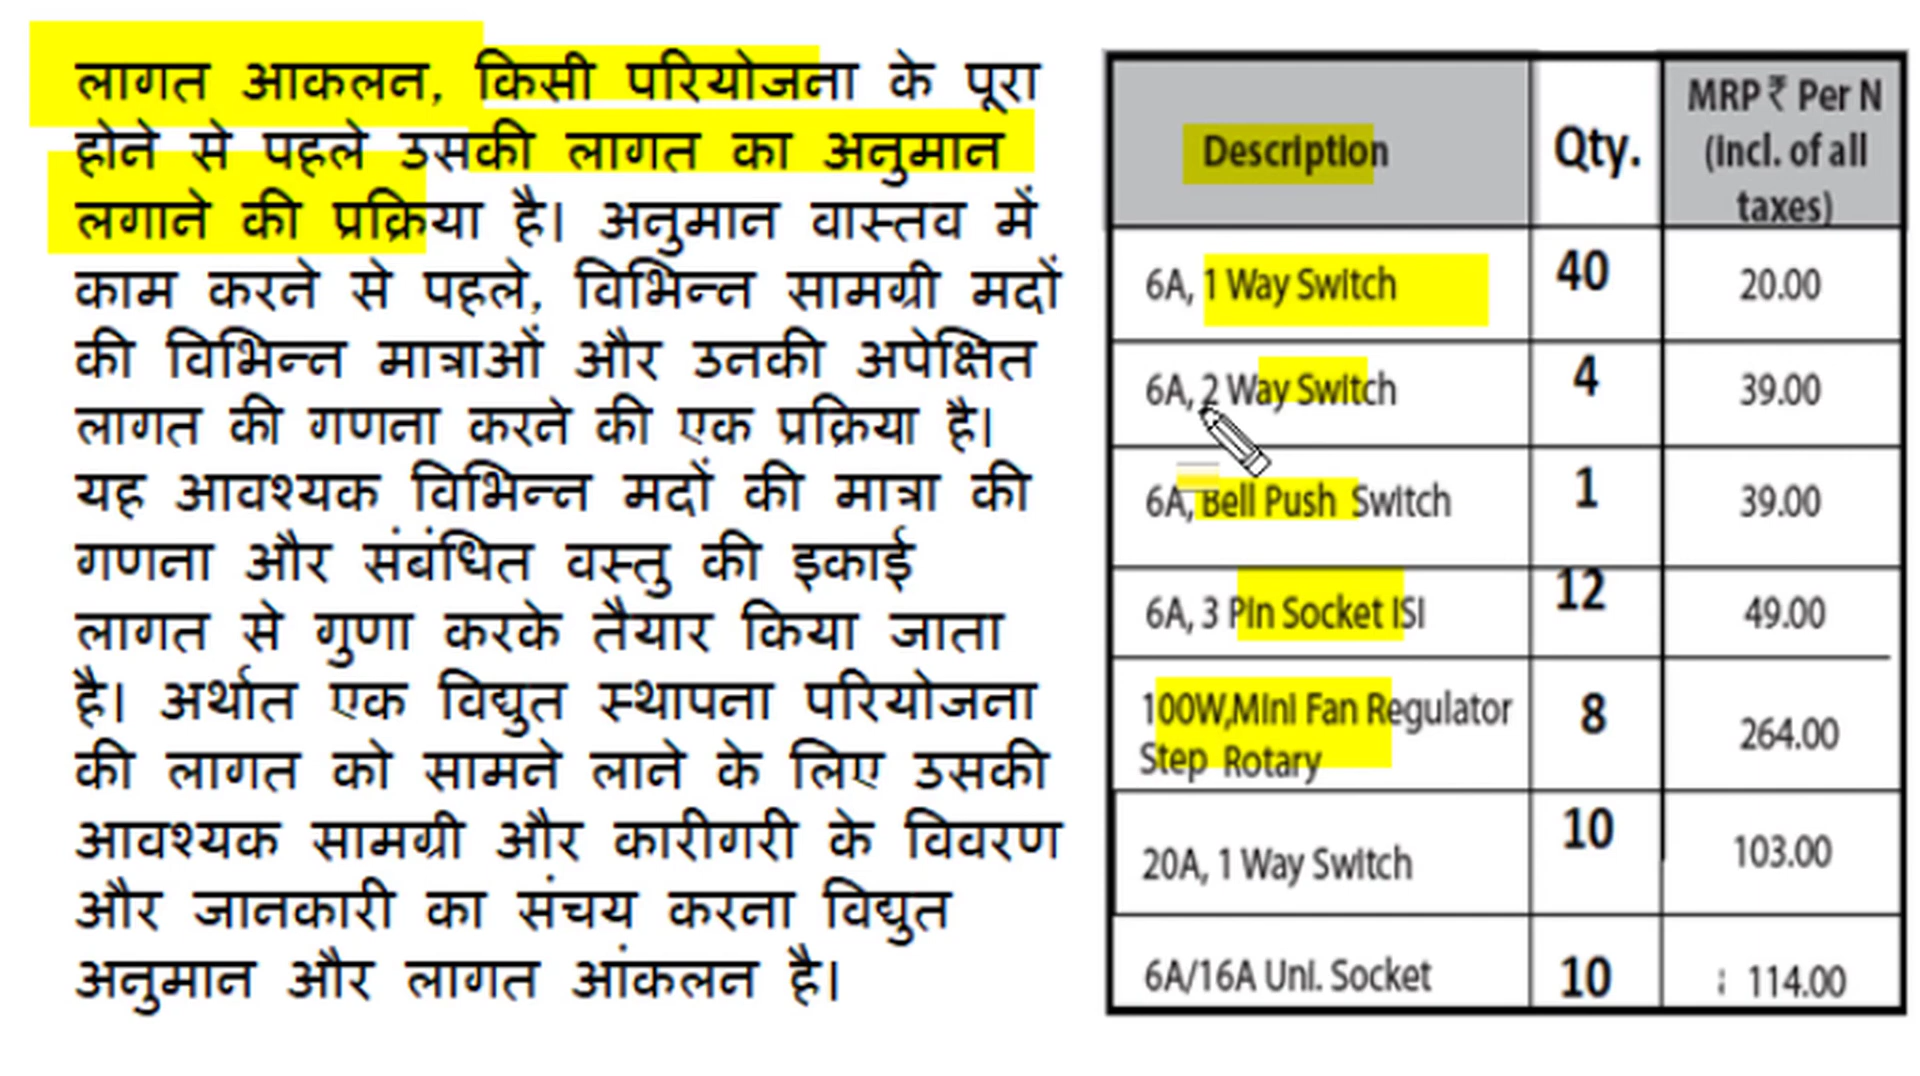 लागत आकलन, किसी परियोजना के पूरा
होने से पहले उसकी लागत का अनुमान
लगाने की प्रक्रिया है। अनुमान वास्तव में
काम करने से पहले, विभिन्न सामग्री मदों
की विभिन्न मात्राओं और उनकी अपेक्षित
लागत की गणना करने की एक प्रक्रिया है।
यह आवश्यक विभिन्न मदों की मात्रा की
गणना और संबंधित वस्तु की इकाई
लागत से गुणा करके तैयार किया जाता
है। अर्थात एक विद्युत स्थापना परियोजना
की लागत को सामने लाने के लिए उसकी
आवश्यक सामग्री और कारीगरी के विवरण
और जानकारी का संचय करना विद्युत
अनुमान और लागत आंकलन है।
Description Qty. MRP ₹ Per N
(incl. of all
taxes)
6A, 1 Way Switch 40 20.00
6A, 2 Way Switch 4 39.00
6A, Bell Push Switch 1 39.00
6A, 3 Pin Socket ISI 12 49.00
100W,Mini Fan Regulator 8 264.00
Step Rotary
20A, 1 Way Switch 10 103.00
6A/16A Uni. Socket 10 114.00